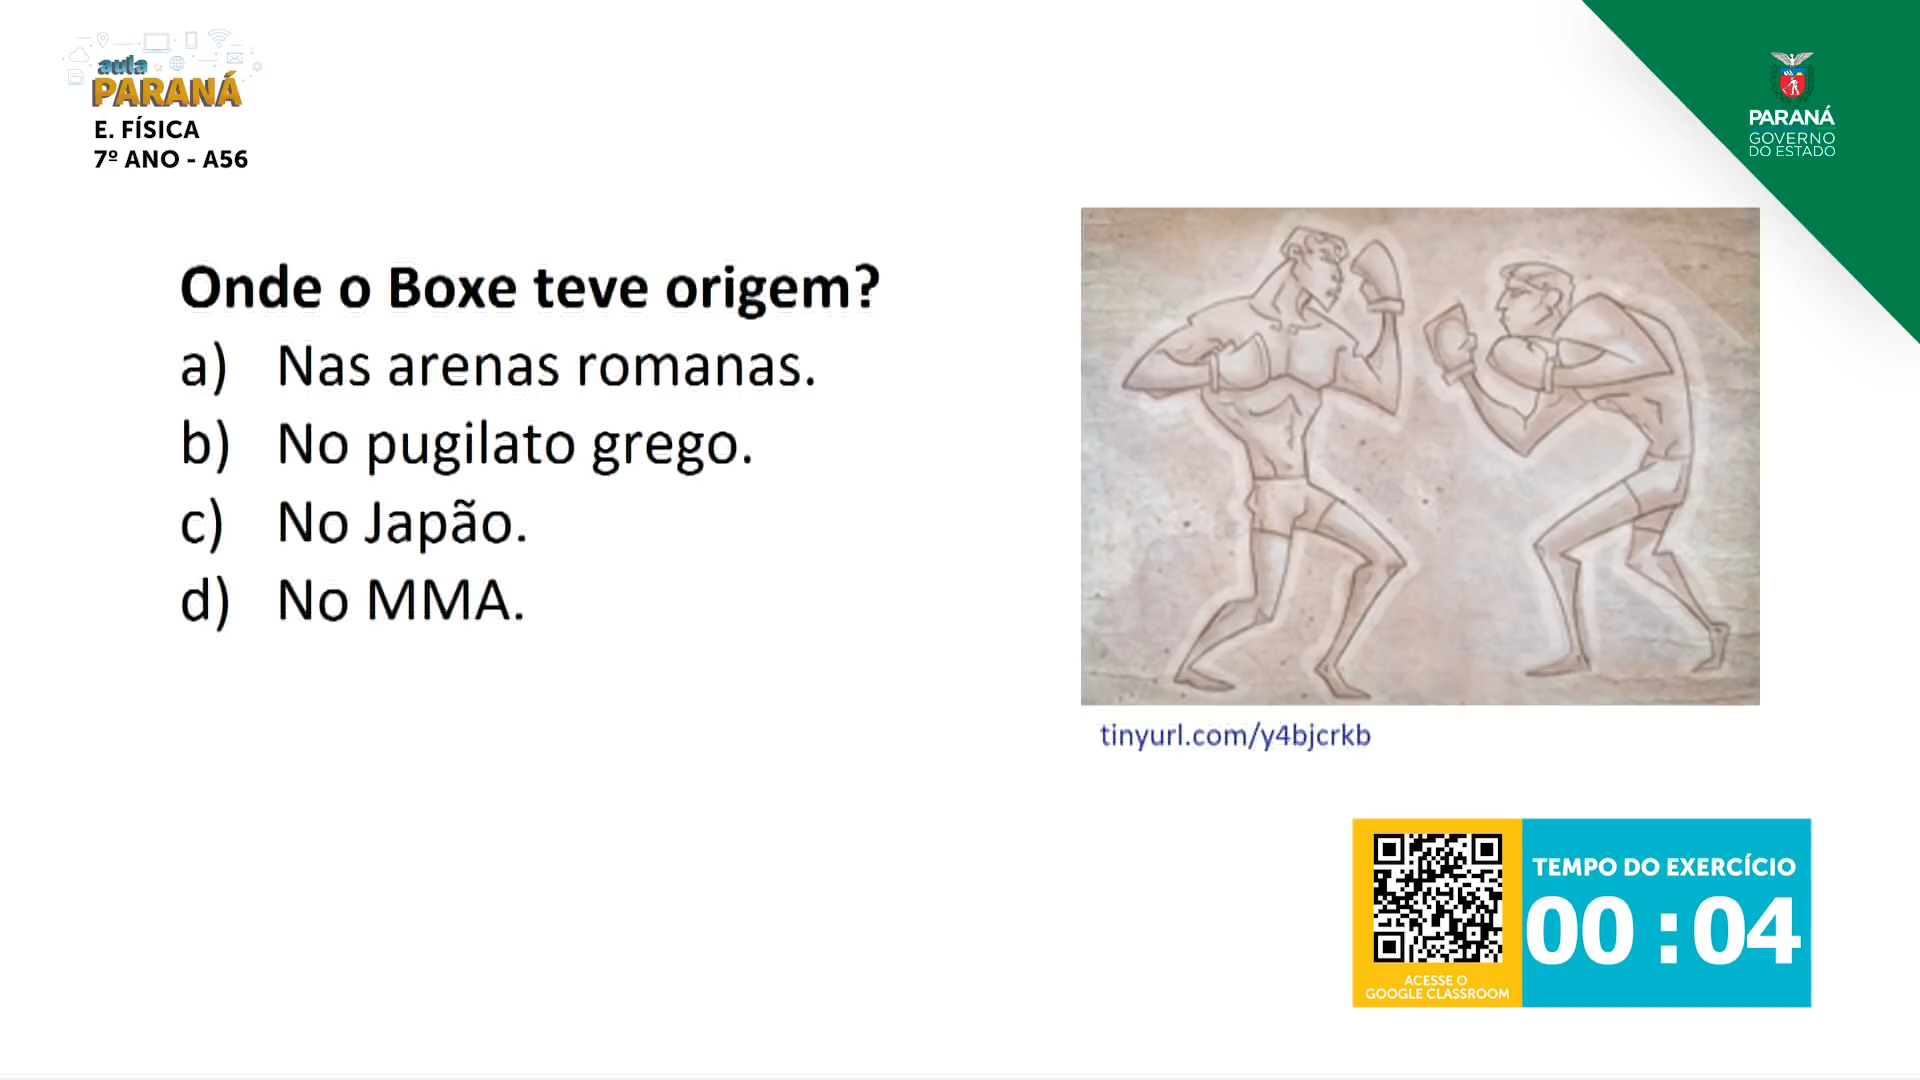 aula
PARANÁ
E. FÍSICA
7º ANO - A56
PARANÁ
GOVERNO
DO ESTADO
Onde o Boxe teve origem?
a) Nas arenas romanas.
b) No pugilato grego.
c) No Japão.
d) No MMA.
tinyurl.com/y4bjcrkb
ACESSE O
GOOGLE CLASSROOM
TEMPO DO EXERCÍCIO
00 : 04